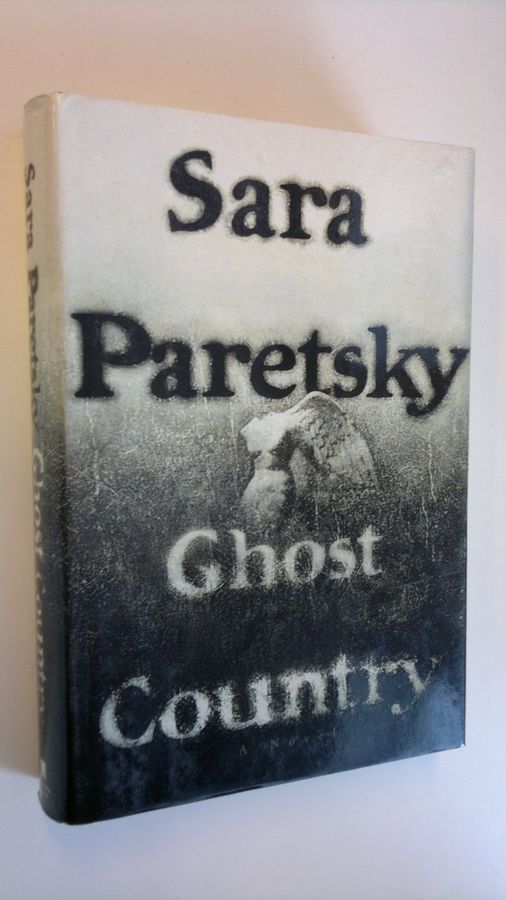 Sara
Paretsky
Ghost
Country
A Novel
Sara Paretsky Ghost Country